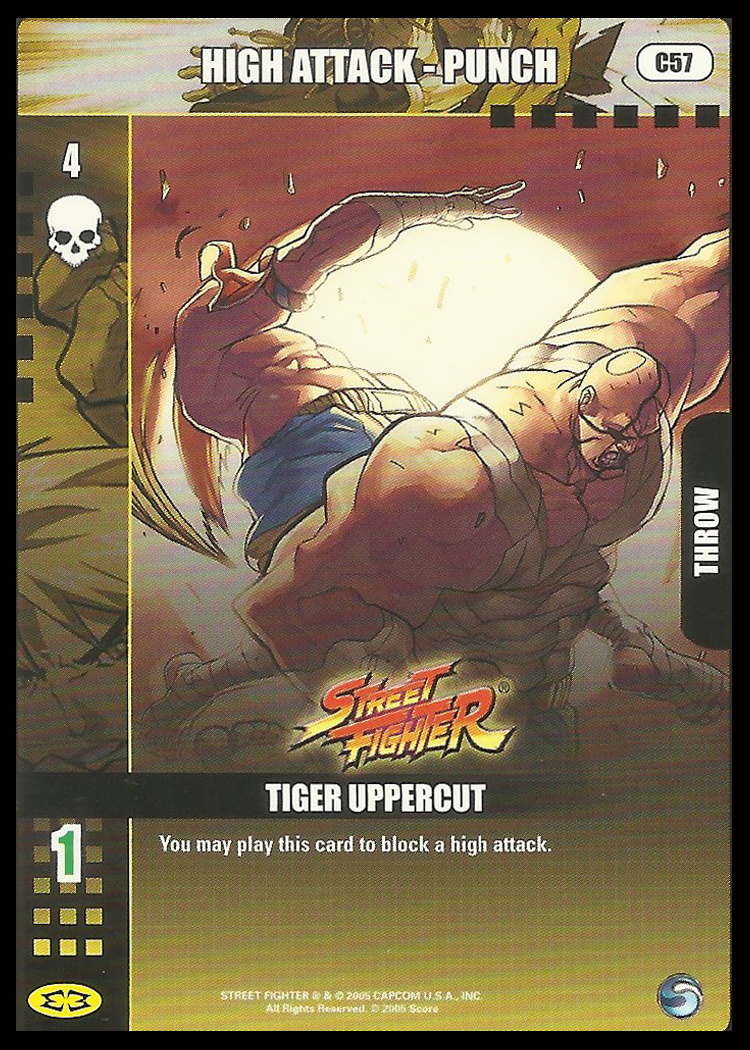 HIGH ATTACK - PUNCH
C57
4
THROW
STREET
FIGHTER®
TIGER UPPERCUT
1
You may play this card to block a high attack.
STREET FIGHTER ® & © 2005 CAPCOM U.S.A., INC.
All Rights Reserved. © 2005 Score